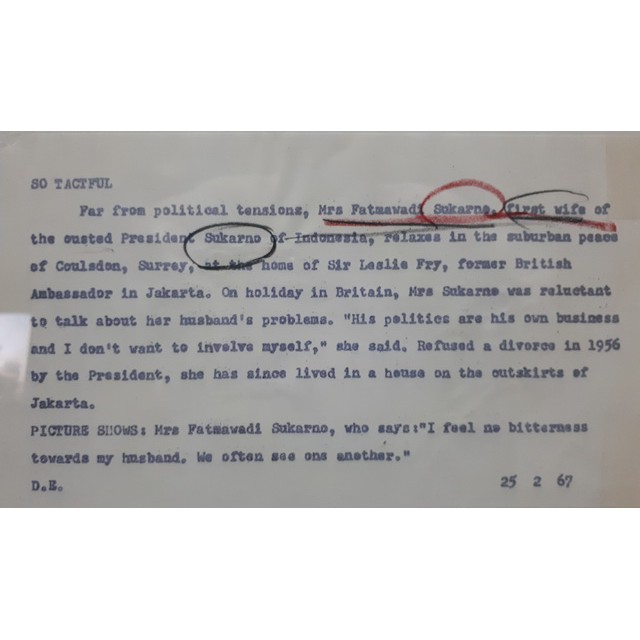 SO TACTFUL
Far from political tensions, Mrs Fatmawadi Sukarno, first wife of
the ousted President Sukarno of Indonesia, relaxes in the suburban peace
of Coulsdon, Surrey, at the home of Sir Leslie Fry, former British
Ambassador in Jakarta. On holiday in Britain, Mrs Sukarno was reluctant
to talk about her husband's problems. "His politics are his own business
and I don't want to involve myself," she said. Refused a divorce in 1956
by the President, she has since lived in a house on the outskirts of
Jakarta.
PICTURE SHOWS: Mrs Fatmawadi Sukarno, who says:"I feel no bitterness
towards my husband. We often see one another."
D.E. 25 2 67